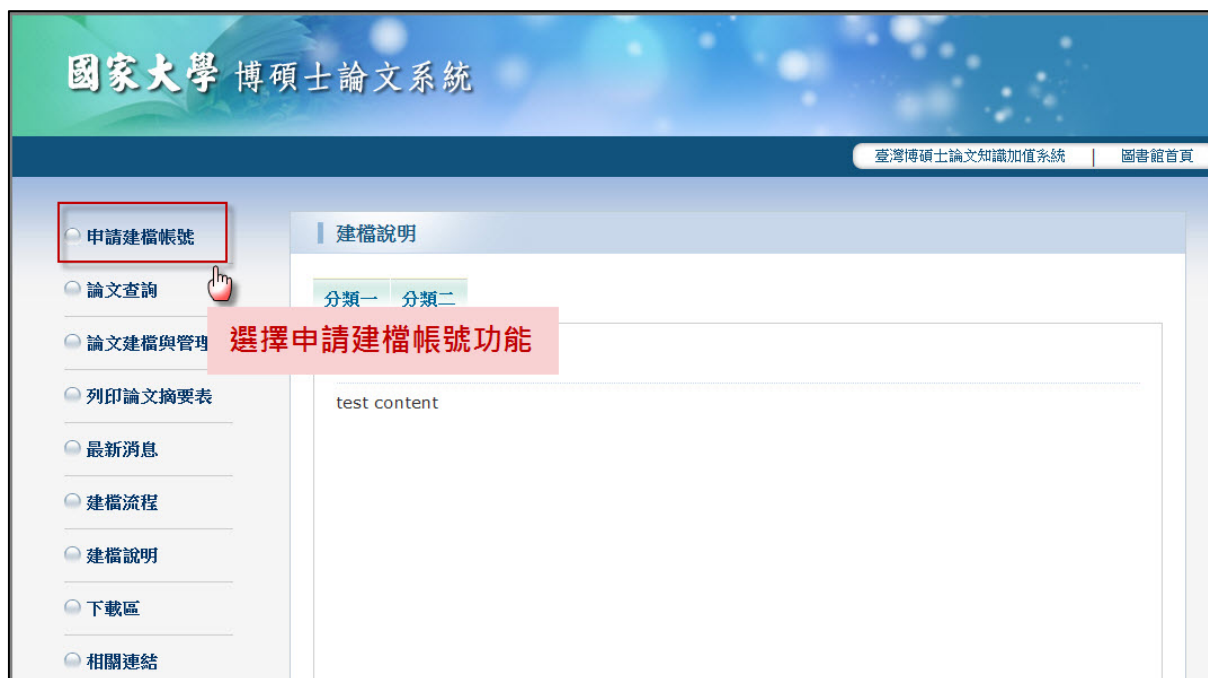 國家大學 博碩士論文系統
臺灣博碩士論文知識加值系統 | 圖書館首頁
申請建檔帳號
建檔說明
論文查詢
分類一 分類二
論文建檔與管理
選擇申請建檔帳號功能
列印論文摘要表
test content
最新消息
建檔流程
建檔說明
下載區
相關連結